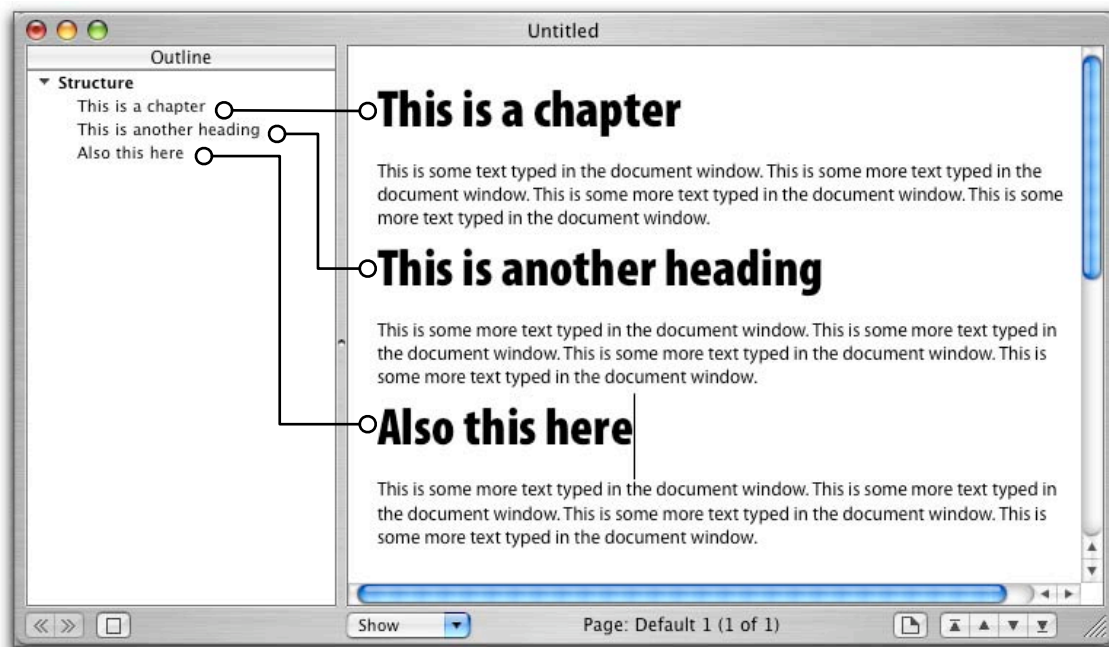 Untitled
Outline
Structure
This is a chapter
This is another heading
Also this here
This is a chapter
This is some text typed in the document window. This is some more text typed in the
document window. This is some more text typed in the document window. This is some
more text typed in the document window.
This is another heading
This is some more text typed in the document window. This is some more text typed in
the document window. This is some more text typed in the document window. This is
some more text typed in the document window.
Also this here
This is some more text typed in the document window. This is some more text typed in
the document window. This is some more text typed in the document window. This is
some more text typed in the document window.
Show
Page: Default 1 (1 of 1)